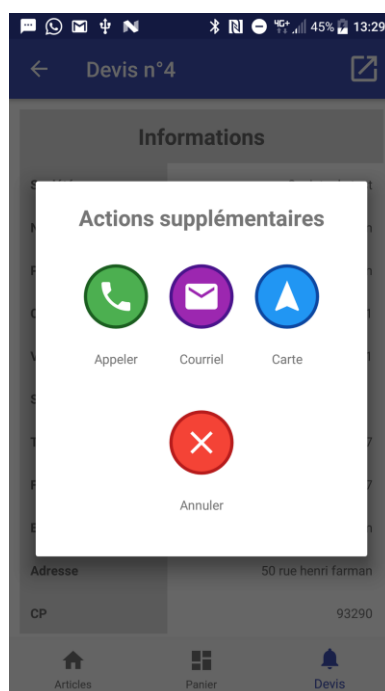 4G+ 45% 13:29
Devis n°4
Informations
Actions supplémentaires
Appeler Courriel Carte
Annuler
Adresse 50 rue henri farman
CP 93290
Articles Panier Devis